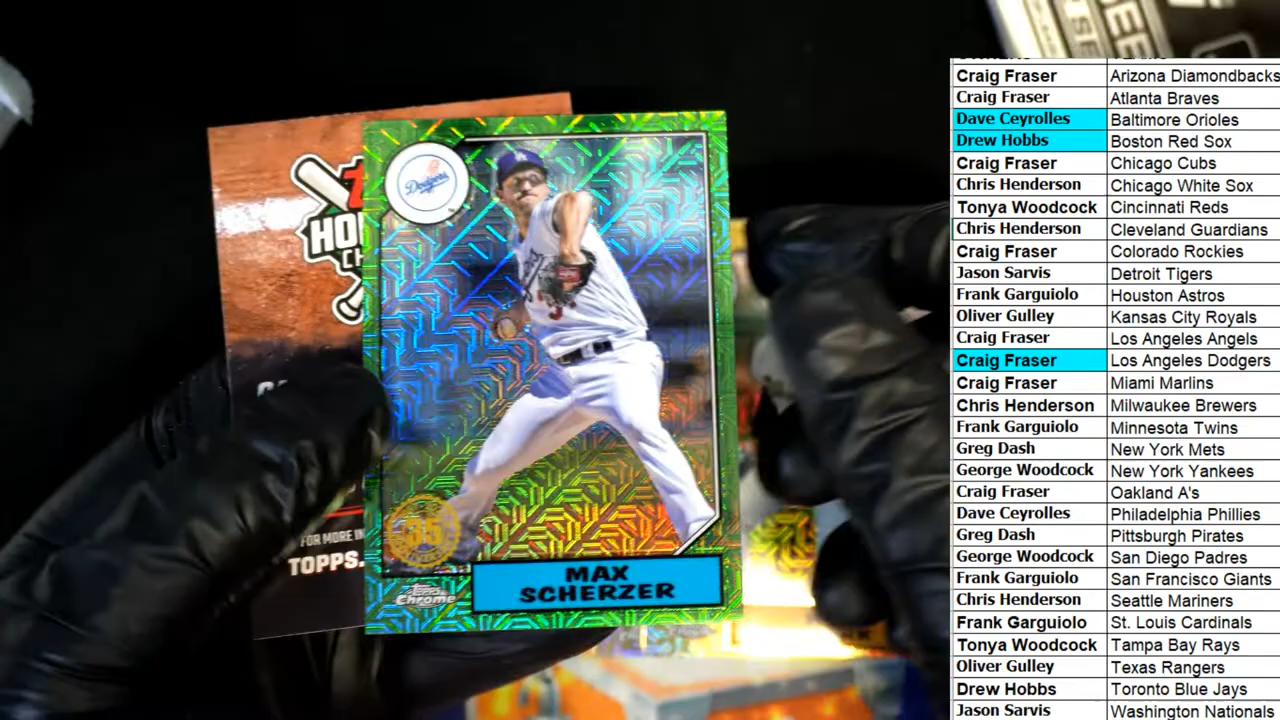 Dodgers
35
Topps
Chrome
MAX
SCHERZER
FOR MORE IN
TOPPS.
Craig Fraser Arizona Diamondbacks
Craig Fraser Atlanta Braves
Dave Ceyrolles Baltimore Orioles
Drew Hobbs Boston Red Sox
Craig Fraser Chicago Cubs
Chris Henderson Chicago White Sox
Tonya Woodcock Cincinnati Reds
Chris Henderson Cleveland Guardians
Craig Fraser Colorado Rockies
Jason Sarvis Detroit Tigers
Frank Garguiolo Houston Astros
Oliver Gulley Kansas City Royals
Craig Fraser Los Angeles Angels
Craig Fraser Los Angeles Dodgers
Craig Fraser Miami Marlins
Chris Henderson Milwaukee Brewers
Frank Garguiolo Minnesota Twins
Greg Dash New York Mets
George Woodcock New York Yankees
Craig Fraser Oakland A's
Dave Ceyrolles Philadelphia Phillies
Greg Dash Pittsburgh Pirates
George Woodcock San Diego Padres
Frank Garguiolo San Francisco Giants
Chris Henderson Seattle Mariners
Frank Garguiolo St. Louis Cardinals
Tonya Woodcock Tampa Bay Rays
Oliver Gulley Texas Rangers
Drew Hobbs Toronto Blue Jays
Jason Sarvis Washington Nationals